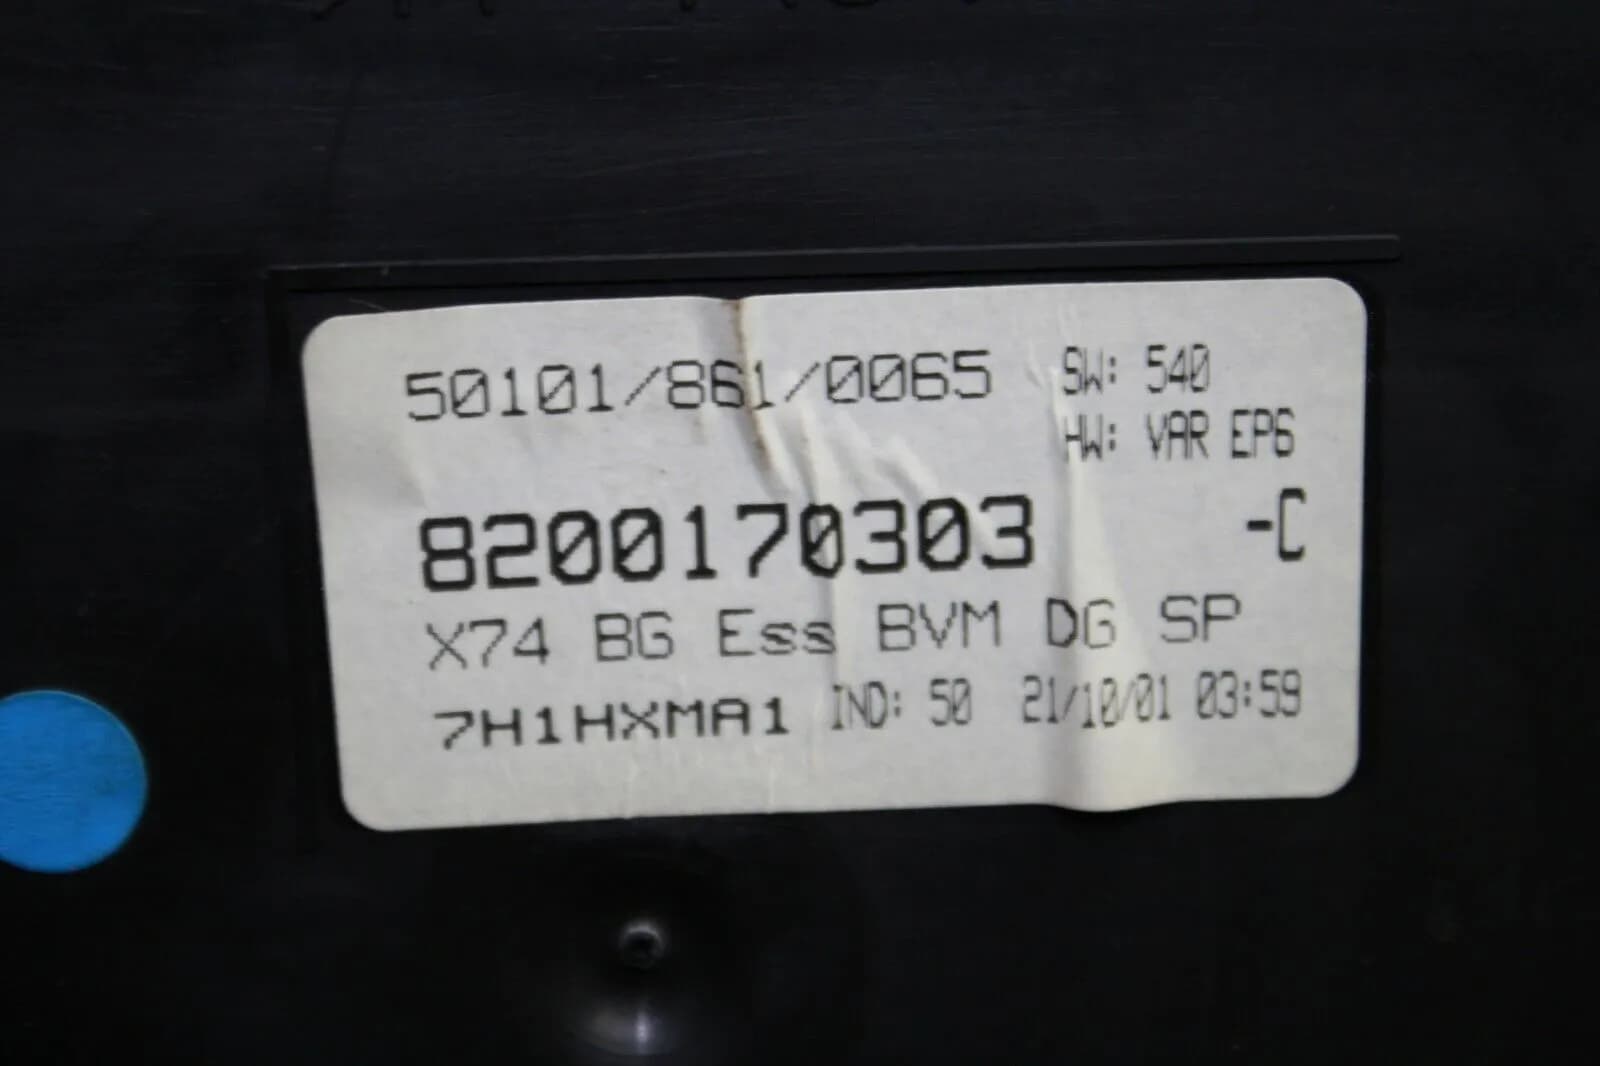 50101/861/0065 SW: 540
HW: VAR EPS
8200170303 -C
X74 BG Ess BVM DG SP
7H1HXMA1 IND: 50 21/10/01 03:59